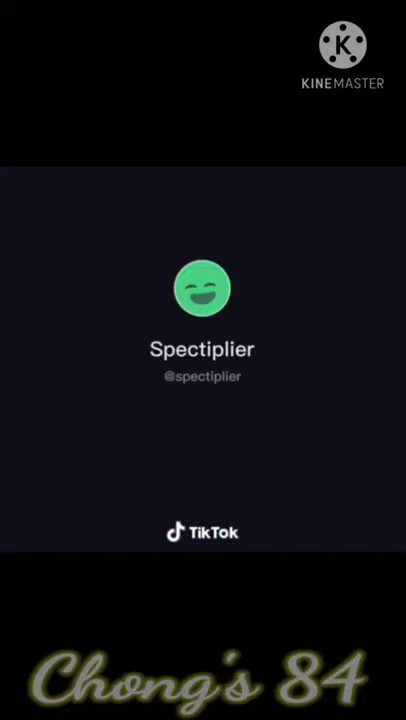 K
KINEMASTER
Spectiplier
@spectiplier
TikTok
Chong's 84